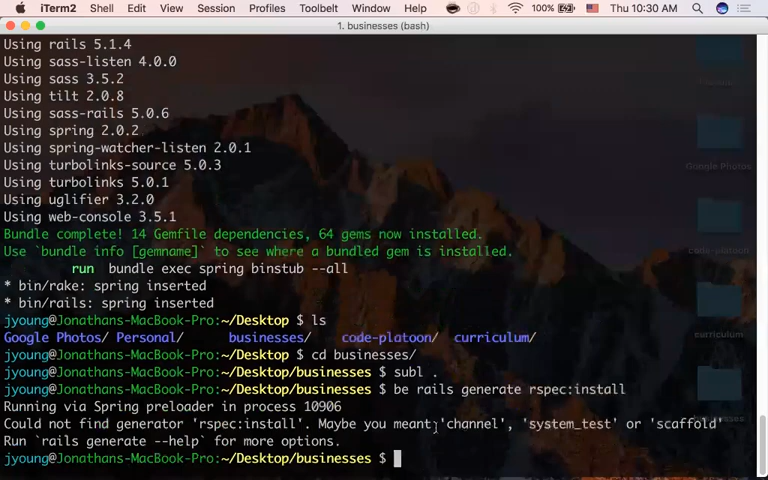 iTerm2 Shell Edit View Session Profiles Toolbelt Window Help 100% Thu 10:30 AM
1. businesses (bash)
Using rails 5.1.4
Using sass-listen 4.0.0
Using sass 3.5.2
Using tilt 2.0.8
Using sass-rails 5.0.6
Using spring 2.0.2
Using spring-watcher-listen 2.0.1
Using turbolinks-source 5.0.3
Using turbolinks 5.0.1
Using uglifier 3.2.0
Using web-console 3.5.1
Bundle complete! 14 Gemfile dependencies, 64 gems now installed.
Use `bundle info [gemname]` to see where a bundled gem is installed.
run bundle exec spring binstub --all
* bin/rake: spring inserted
* bin/rails: spring inserted
jyoung@Jonathans-MacBook-Pro:~/Desktop $ ls
Google Photos/ Personal/ businesses/ code-platoon/ curriculum/
jyoung@Jonathans-MacBook-Pro:~/Desktop $ cd businesses/
jyoung@Jonathans-MacBook-Pro:~/Desktop/businesses $ subl .
jyoung@Jonathans-MacBook-Pro:~/Desktop/businesses $ be rails generate rspec:install
Running via Spring preloader in process 10906
Could not find generator 'rspec:install'. Maybe you meant 'channel', 'system_test' or 'scaffold'
Run `rails generate --help` for more options.
jyoung@Jonathans-MacBook-Pro:~/Desktop/businesses $
Google Photos
code-platoon
curriculum